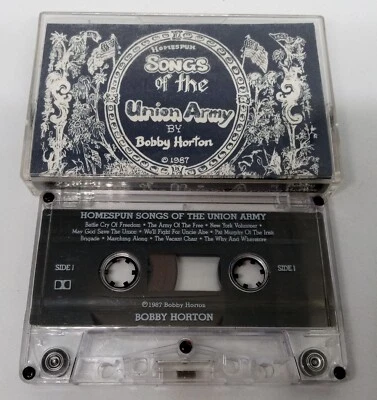 HOMESPUN
SONGS
of the
Union Army
BY
Bobby Horton
© 1987
HOMESPUN SONGS OF THE UNION ARMY
Battle Cry Of Freedom • The Army Of The Free • New York Volunteer •
May God Save The Union • We'll Fight For Uncle Abe • Pat Murphy Of The Irish
Brigade • Marching Along • The Vacant Chair • The Why And Wherefore
SIDE 1
SIDE 1
©1987 Bobby Horton
BOBBY HORTON